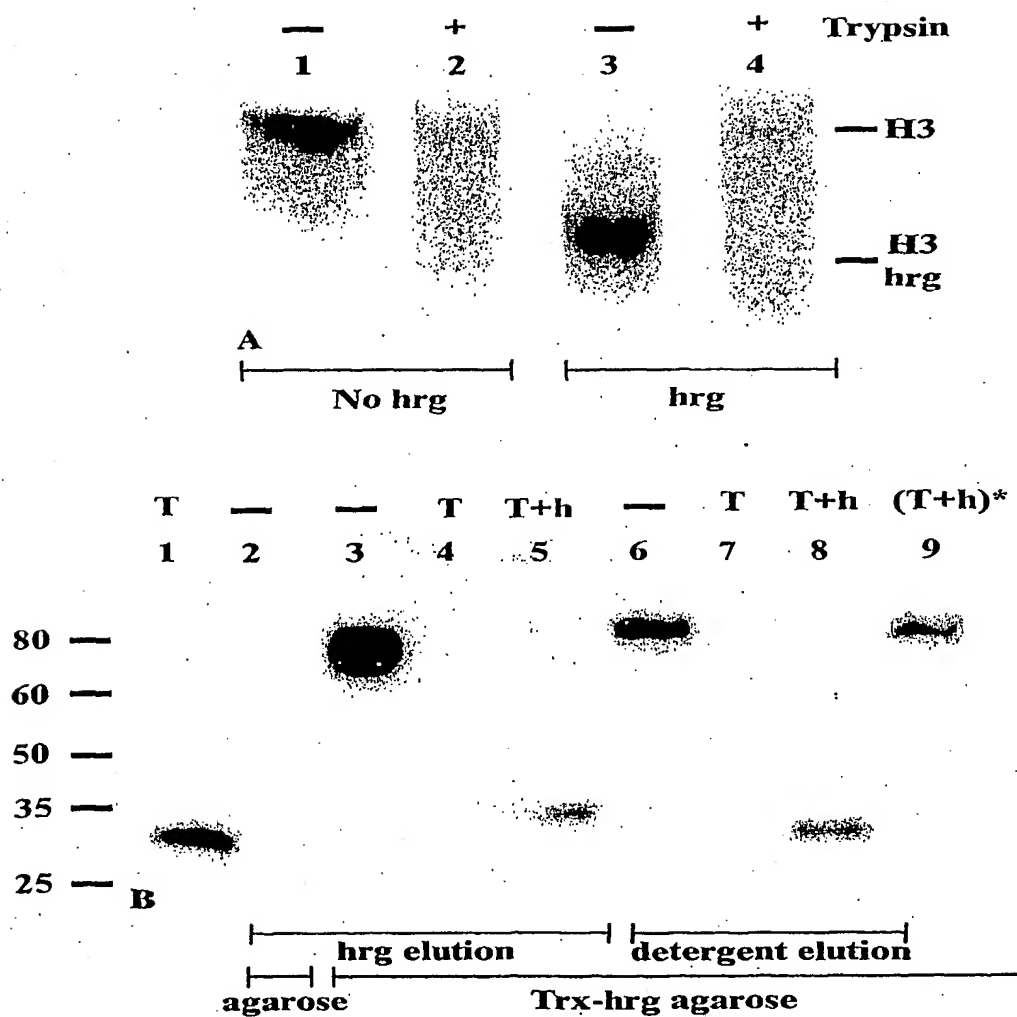 — + — + Trypsin
1 2 3 4
H3
H3
hrg
A
No hrg hrg
T — — T T+h — T T+h (T+h)*
1 2 3 4 5 6 7 8 9
80
60
50
35
25
B
hrg elution detergent elution
agarose Trx-hrg agarose